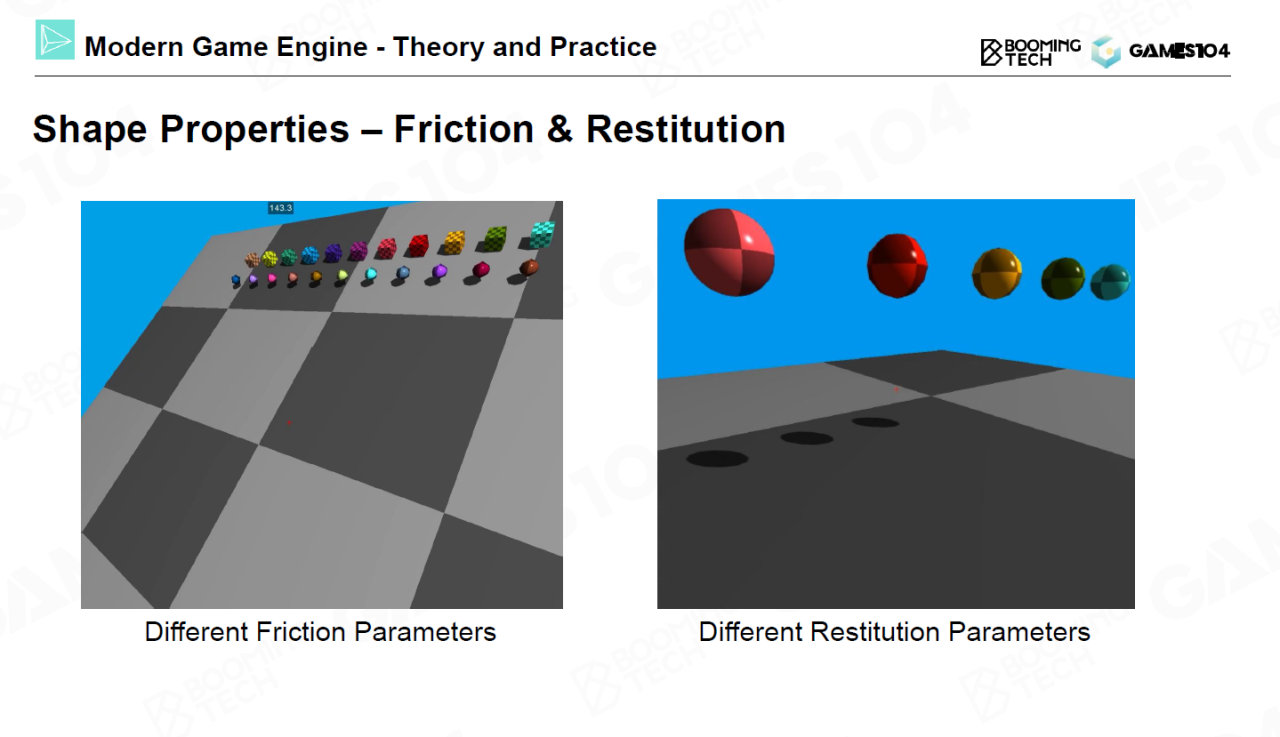 Modern Game Engine - Theory and Practice
BOOMING
TECH
GAMES104
Shape Properties – Friction & Restitution
143.3
Different Friction Parameters
Different Restitution Parameters